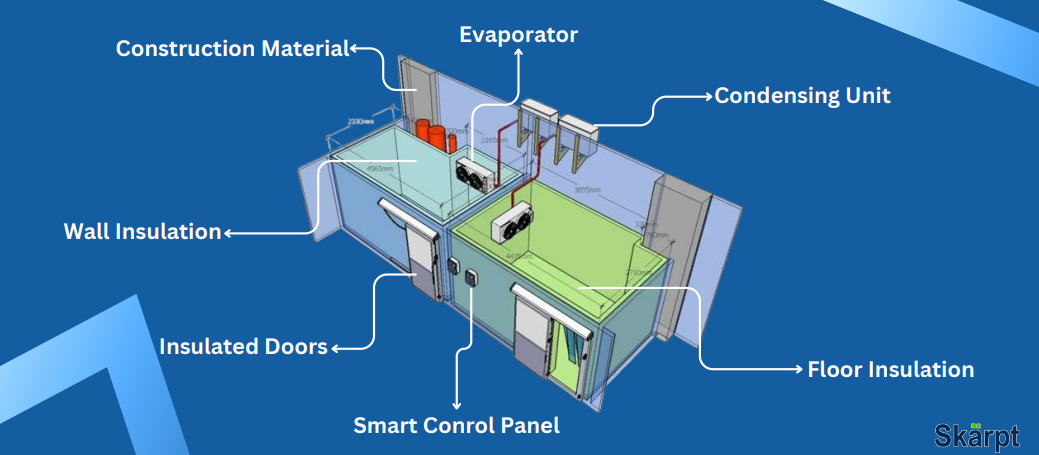 Evaporator
Construction Material
Condensing Unit
2330mm
2165mm
4565mm
3655mm
Wall Insulation
4435mm
2710mm
Insulated Doors
Floor Insulation
Smart Conrol Panel
Skärpt